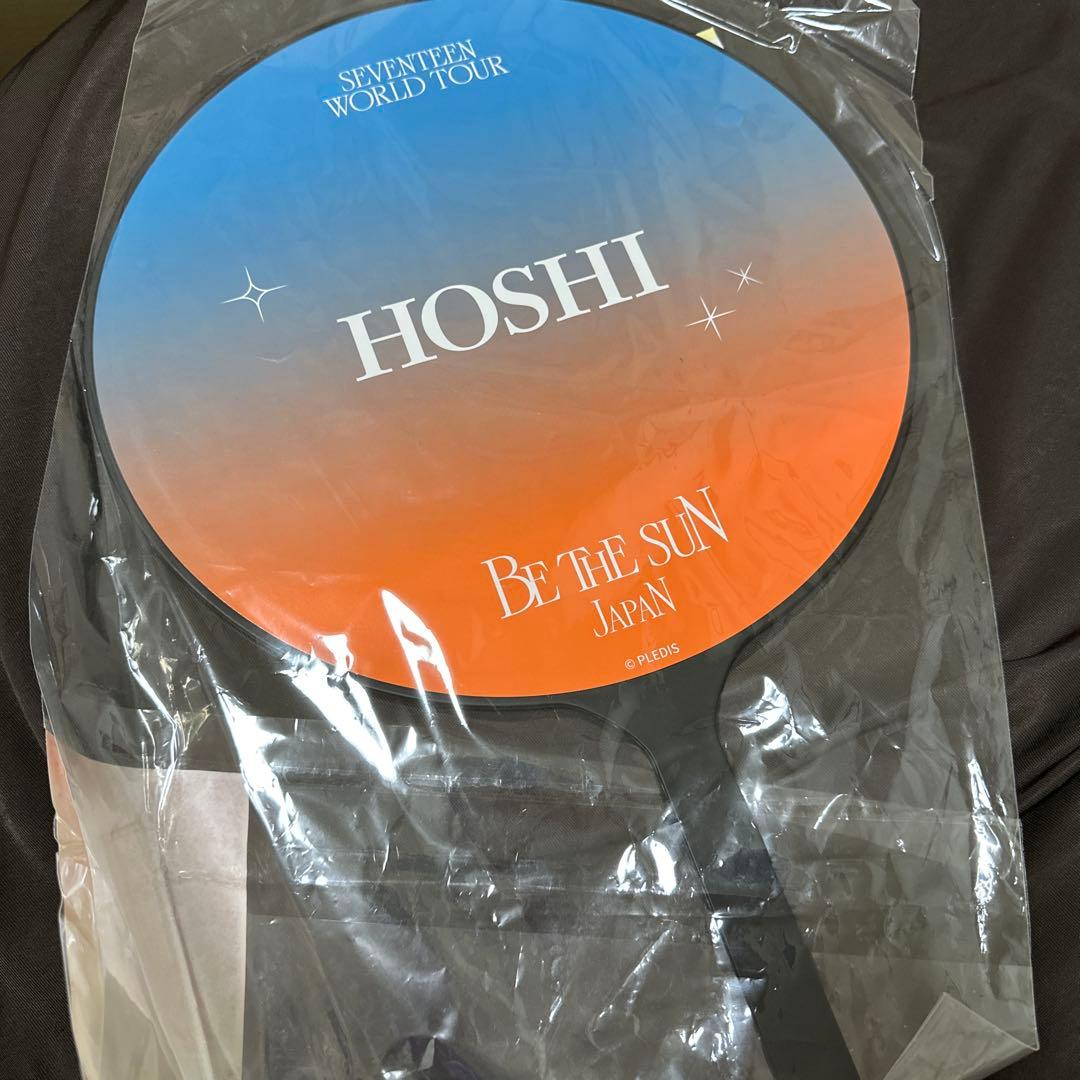 SEVENTEEN
WORLD TOUR
HOSHI
BE THE SUN
JAPAN
© PLEDIS